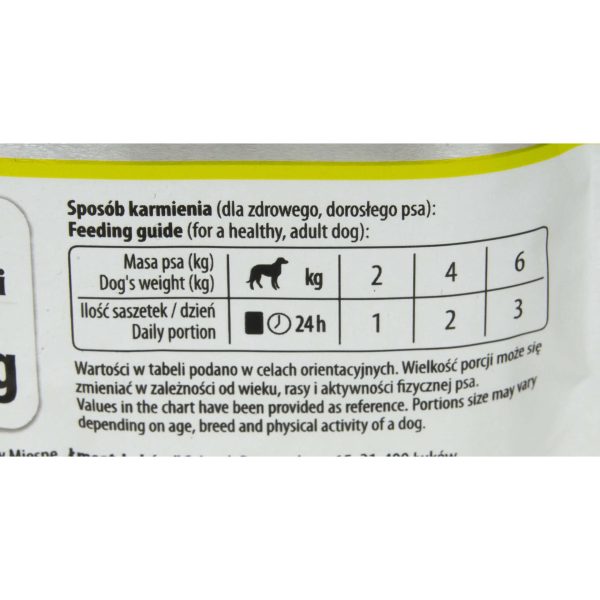 Sposób karmienia (dla zdrowego, dorosłego psa):
Feeding guide (for a healthy, adult dog):
Masa psa (kg)
Dog's weight (kg)
kg 2 4 6
Ilość saszetek / dzień
Daily portion
24 h 1 2 3
Wartości w tabeli podano w celach orientacyjnych. Wielkość porcji może się
zmieniać w zależności od wieku, rasy i aktywności fizycznej psa.
Values in the chart have been provided as reference. Portions size may vary
depending on age, breed and physical activity of a dog.
i
g